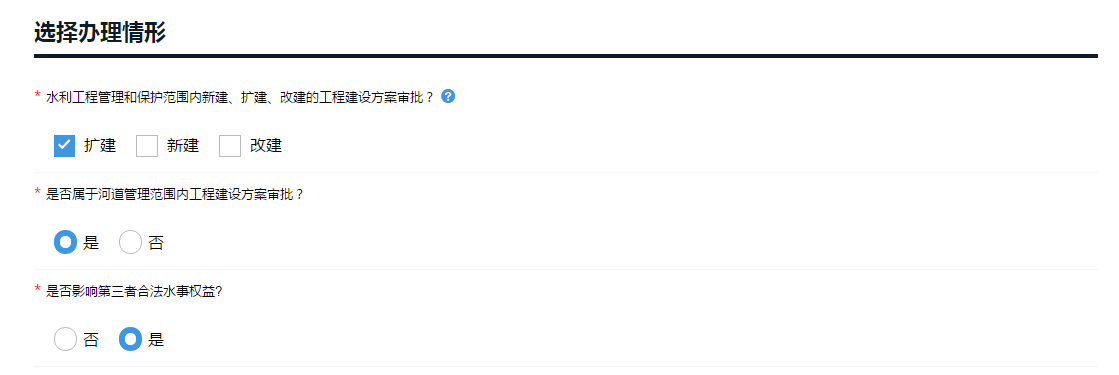 选择办理情形
* 水利工程管理和保护范围内新建、扩建、改建的工程建设方案审批？ ?
扩建 新建 改建
* 是否属于河道管理范围内工程建设方案审批？
是 否
* 是否影响第三者合法水事权益?
否 是